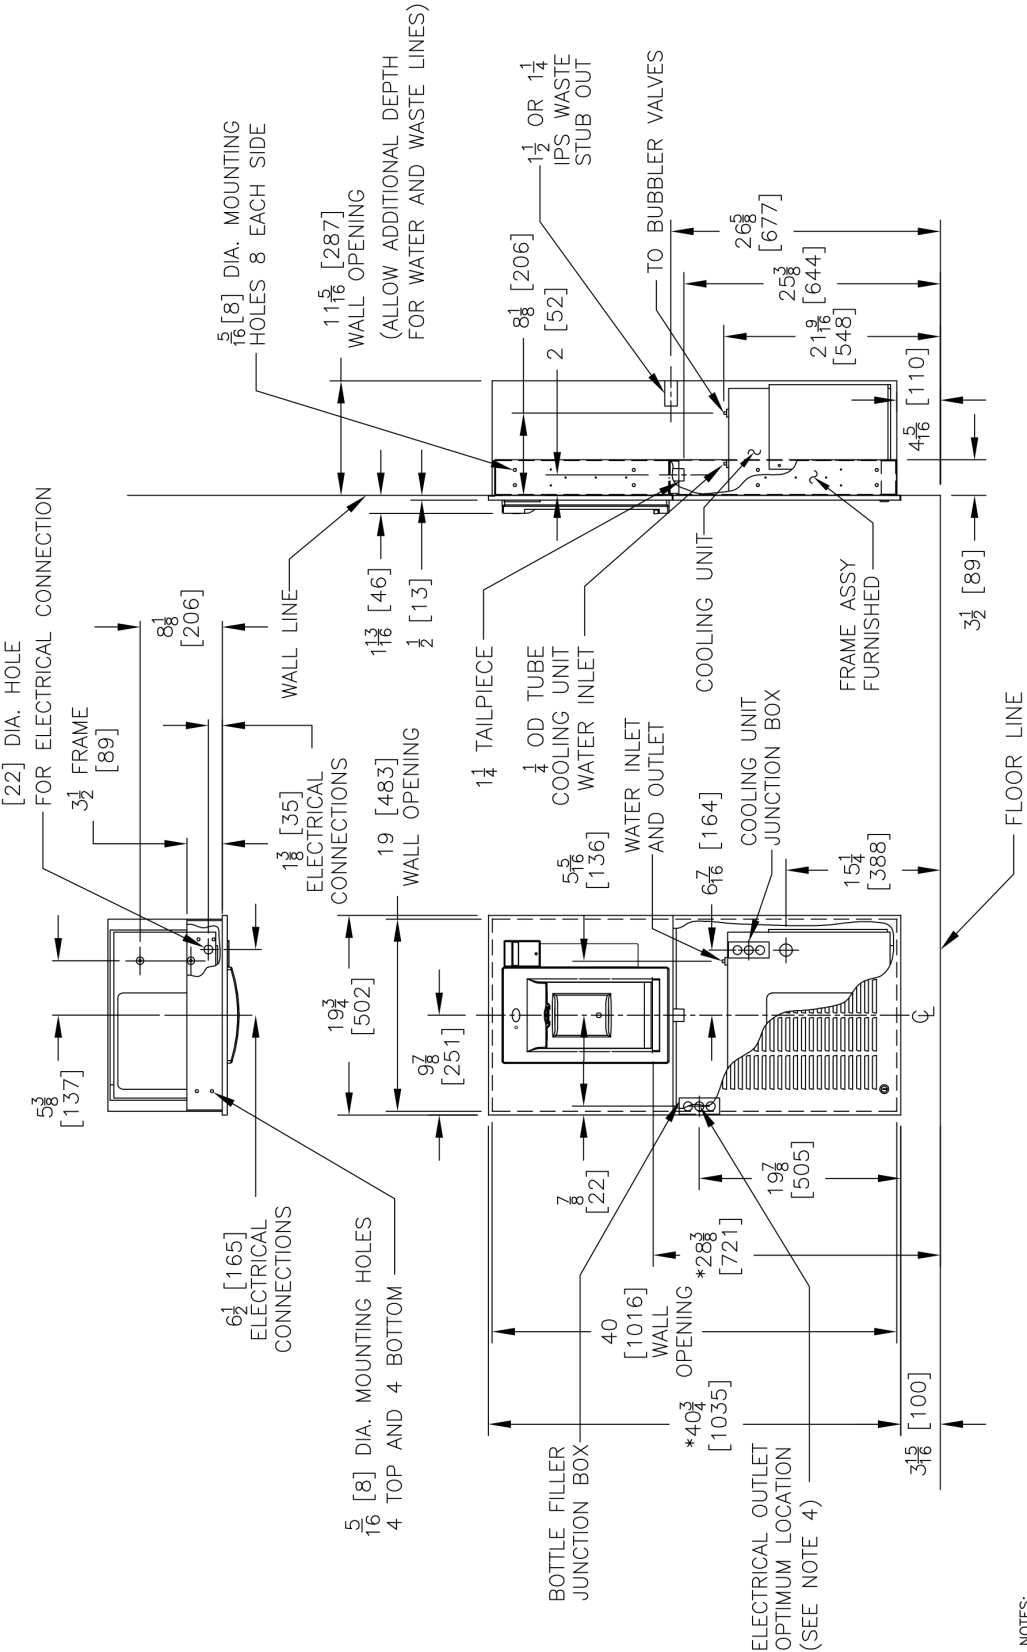 [22] DIA. HOLE
FOR ELECTRICAL CONNECTION
3 1/2 FRAME
[89]
8 1/8
[206]
5 3/8
[137]
1 3/8 [35]
ELECTRICAL
CONNECTIONS
6 1/2 [165]
ELECTRICAL
CONNECTIONS
5/16 [8] DIA. MOUNTING HOLES
4 TOP AND 4 BOTTOM
WALL LINE
5/16 [8] DIA. MOUNTING
HOLES 8 EACH SIDE
11 5/16 [287]
WALL OPENING
(ALLOW ADDITIONAL DEPTH
FOR WATER AND WASTE LINES)
1 13/16 [46]
1/2 [13]
8 1/8 [206]
2 [52]
1 1/2 OR 1 1/4
IPS WASTE
STUB OUT
TO BUBBLER VALVES
26 5/8
[677]
25 3/8
[644]
21 9/16
[548]
4 5/16 [110]
3 1/2 [89]
1 1/4 TAILPIECE
1/4 OD TUBE
COOLING UNIT
WATER INLET
COOLING UNIT
FRAME ASSY
FURNISHED
19 3/4
[502]
19 [483]
WALL OPENING
9 7/8
[251]
5 5/16
[136]
WATER INLET
AND OUTLET
6 7/16 [164]
COOLING UNIT
JUNCTION BOX
15 1/4
[388]
7/8
[22]
19 7/8
[505]
*28 3/8
[721]
40
[1016]
WALL
OPENING
*40 3/4
[1035]
3 15/16 [100]
BOTTLE FILLER
JUNCTION BOX
ELECTRICAL OUTLET
OPTIMUM LOCATION
(SEE NOTE 4)
CL
FLOOR LINE
NOTES: